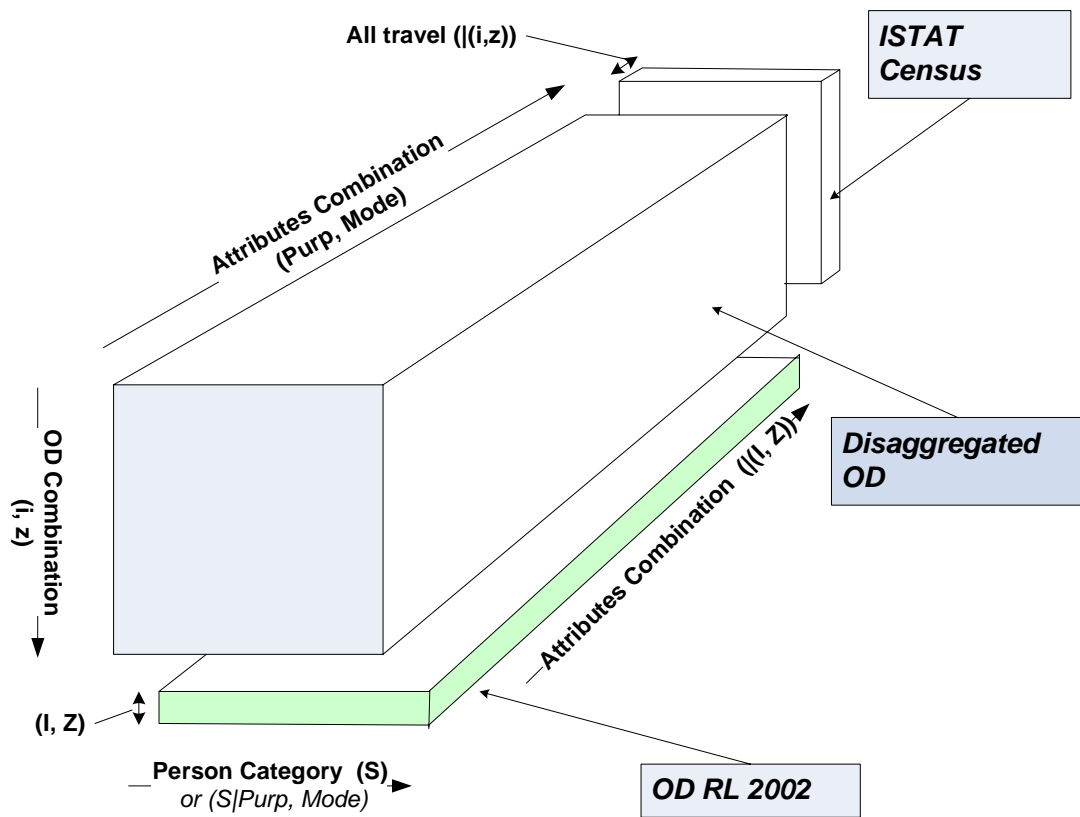 All travel (|(i,z))
ISTAT
Census
Attributes Combination
(Purp, Mode)
OD Combination
(i, z)
Disaggregated
OD
Attributes Combination  (|(I, Z))
(I, Z)
Person Category  (S)
or (S|Purp, Mode)
OD RL 2002